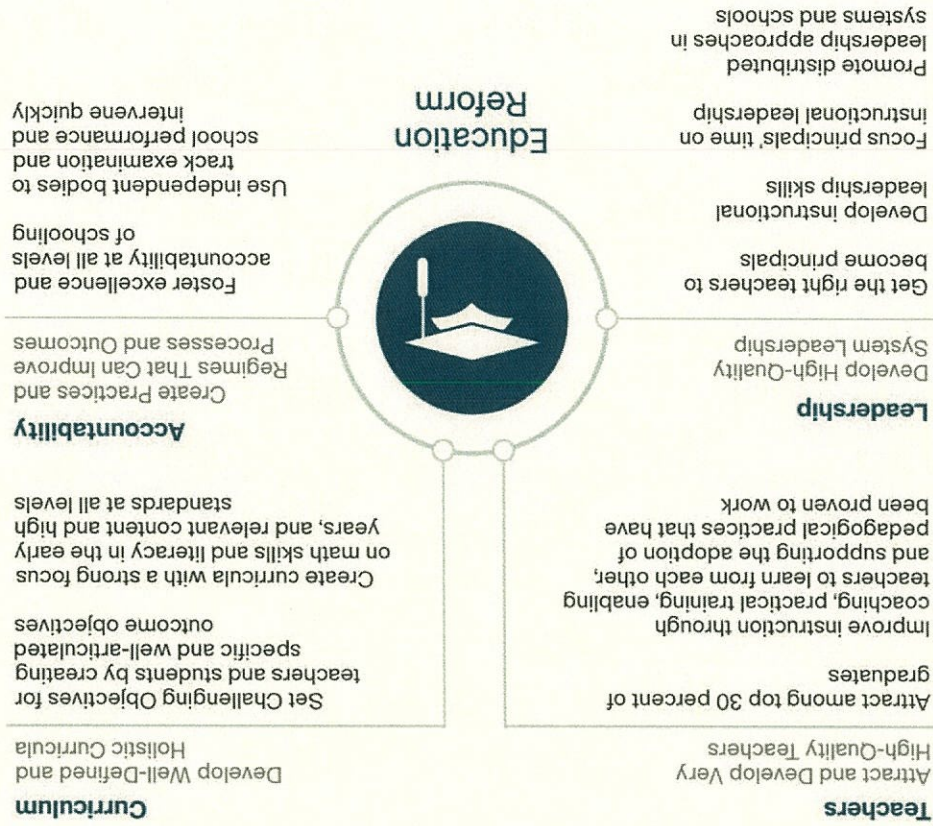 Teachers
Attract and Develop Very
High-Quality Teachers
Attract among top 30 percent of
graduates
Improve instruction through
coaching, practical training, enabling
teachers to learn from each other,
and supporting the adoption of
pedagogical practices that have
been proven to work
Curriculum
Develop Well-Defined and
Holistic Curricula
Set Challenging Objectives for
teachers and students by creating
specific and well-articulated
outcome objectives
Create curricula with a strong focus
on math skills and literacy in the early
years, and relevant content and high
standards at all levels
Leadership
Develop High-Quality
System Leadership
Get the right teachers to
become principals
Develop instructional
leadership skills
Focus principals' time on
instructional leadership
Promote distributed
leadership approaches in
systems and schools
Accountability
Create Practices and
Regimes That Can Improve
Processes and Outcomes
Foster excellence and
accountability at all levels
of schooling
Use independent bodies to
track examination and
school performance and
intervene quickly
Education
Reform